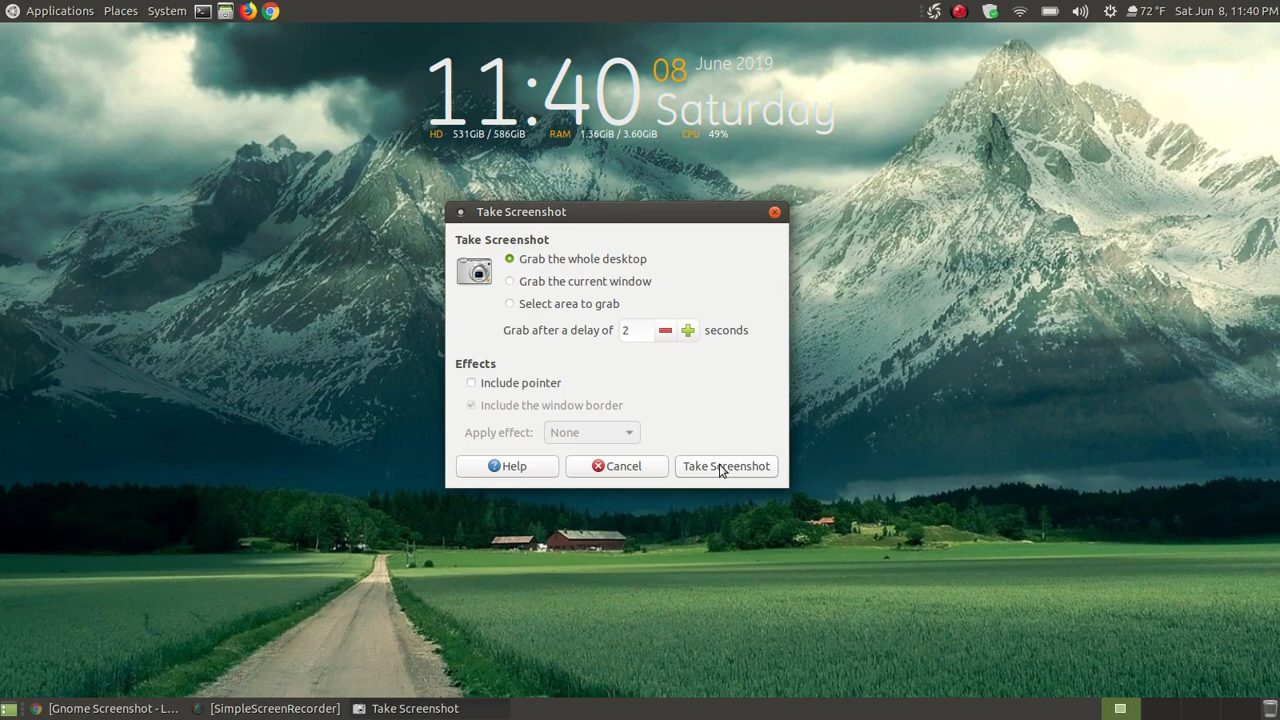 Applications Places System 72 °F Sat Jun 8, 11:40 PM
11:40 08 June 2019
Saturday
HD 531GiB / 586GiB RAM 1.36GiB / 3.60GiB CPU 49%
Take Screenshot
Take Screenshot
Grab the whole desktop
Grab the current window
Select area to grab
Grab after a delay of 2 seconds
Effects
Include pointer
Include the window border
Apply effect: None
Help Cancel Take Screenshot
[Gnome Screenshot - L... [SimpleScreenRecorder] Take Screenshot